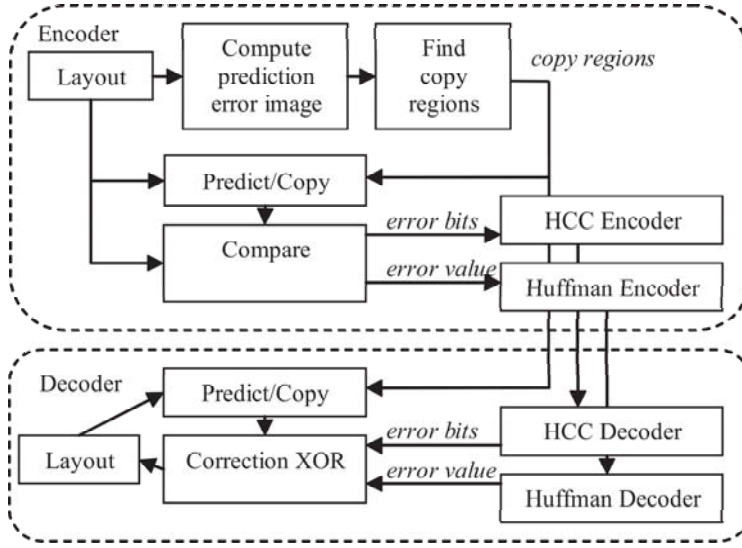 Encoder
Layout
Compute
prediction
error image
Find
copy
regions
copy regions
Predict/Copy
Compare
error bits
error value
HCC Encoder
Huffman Encoder
Decoder
Predict/Copy
Layout
Correction XOR
error bits
error value
HCC Decoder
Huffman Decoder